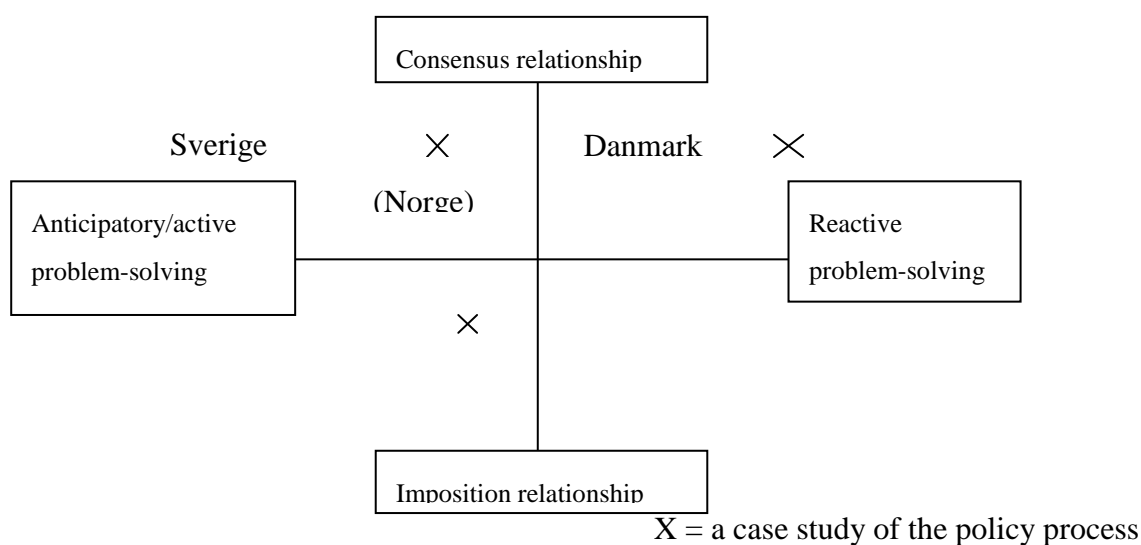 Consensus relationship
Sverige
Danmark
(Norge)
Anticipatory/active
problem-solving
Reactive
problem-solving
Imposition relationship
X = a case study of the policy process